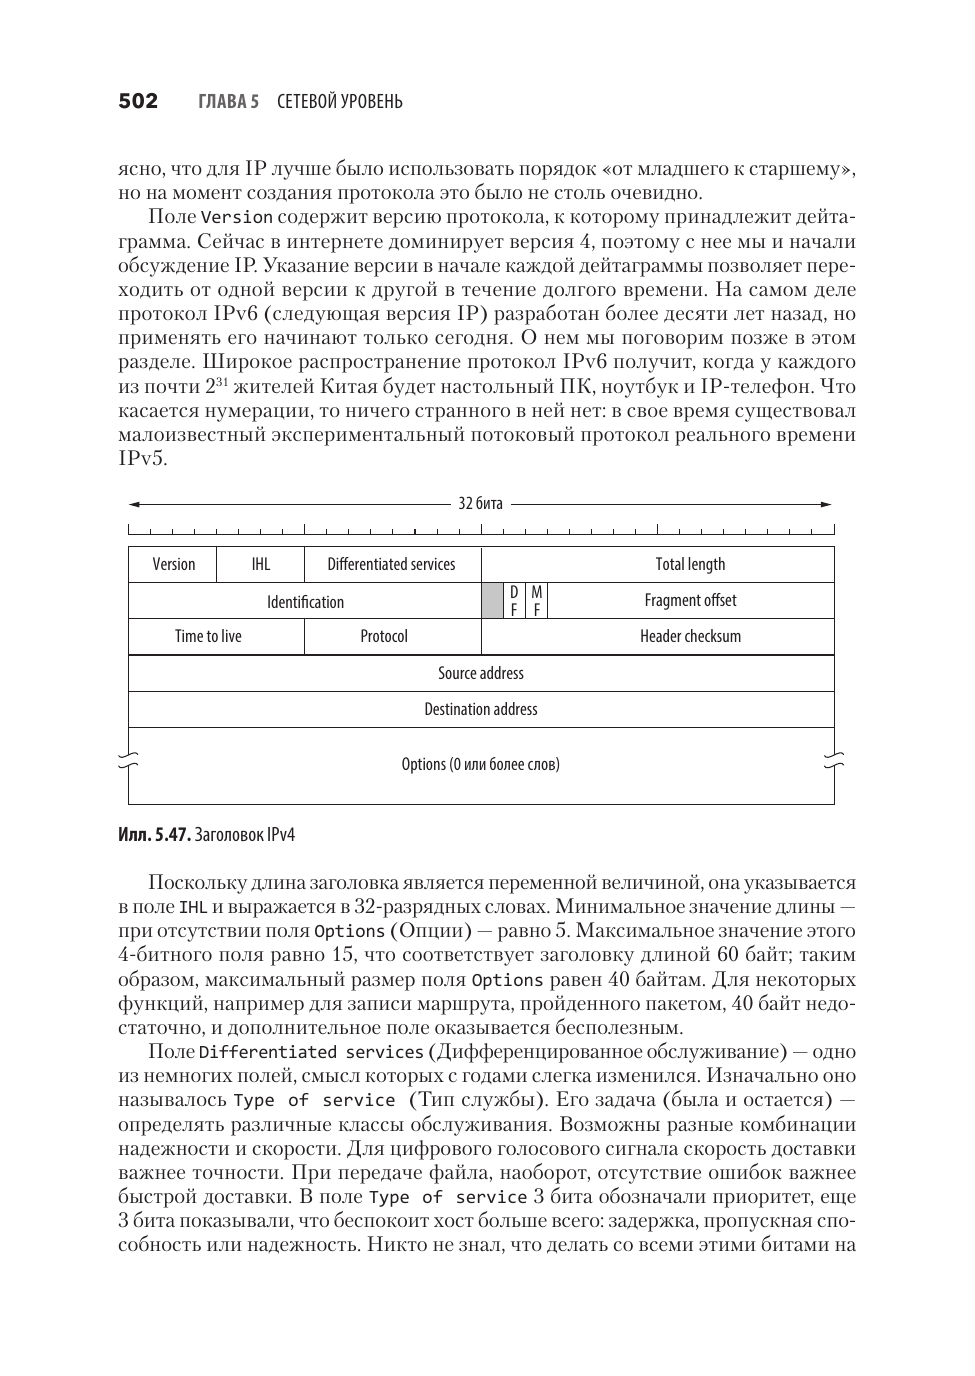 502 ГЛАВА 5 СЕТЕВОЙ УРОВЕНЬ
ясно, что для IP лучше было использовать порядок «от младшего к старшему»,
но на момент создания протокола это было не столь очевидно.
Поле Version содержит версию протокола, к которому принадлежит дейта-
грамма. Сейчас в интернете доминирует версия 4, поэтому с нее мы и начали
обсуждение IP. Указание версии в начале каждой дейтаграммы позволяет пере-
ходить от одной версии к другой в течение долгого времени. На самом деле
протокол IPv6 (следующая версия IP) разработан более десяти лет назад, но
применять его начинают только сегодня. О нем мы поговорим позже в этом
разделе. Широкое распространение протокол IPv6 получит, когда у каждого
из почти 2³¹ жителей Китая будет настольный ПК, ноутбук и IP-телефон. Что
касается нумерации, то ничего странного в ней нет: в свое время существовал
малоизвестный экспериментальный потоковый протокол реального времени
IPv5.
32 бита
Version IHL Differentiated services Total length
Identification DF MF Fragment offset
Time to live Protocol Header checksum
Source address
Destination address
Options (0 или более слов)
Илл. 5.47. Заголовок IPv4
Поскольку длина заголовка является переменной величиной, она указывается
в поле IHL и выражается в 32-разрядных словах. Минимальное значение длины —
при отсутствии поля Options (Опции) — равно 5. Максимальное значение этого
4-битного поля равно 15, что соответствует заголовку длиной 60 байт; таким
образом, максимальный размер поля Options равен 40 байтам. Для некоторых
функций, например для записи маршрута, пройденного пакетом, 40 байт недо-
статочно, и дополнительное поле оказывается бесполезным.
Поле Differentiated services (Дифференцированное обслуживание) — одно
из немногих полей, смысл которых с годами слегка изменился. Изначально оно
называлось Type of service (Тип службы). Его задача (была и остается) —
определять различные классы обслуживания. Возможны разные комбинации
надежности и скорости. Для цифрового голосового сигнала скорость доставки
важнее точности. При передаче файла, наоборот, отсутствие ошибок важнее
быстрой доставки. В поле Type of service 3 бита обозначали приоритет, еще
3 бита показывали, что беспокоит хост больше всего: задержка, пропускная спо-
собность или надежность. Никто не знал, что делать со всеми этими битами на